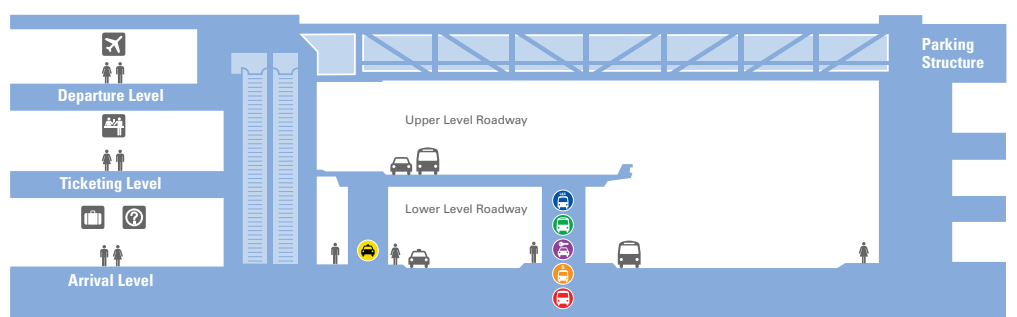 Parking
Structure
Departure Level
Upper Level Roadway
Ticketing Level
Lower Level Roadway
Arrival Level